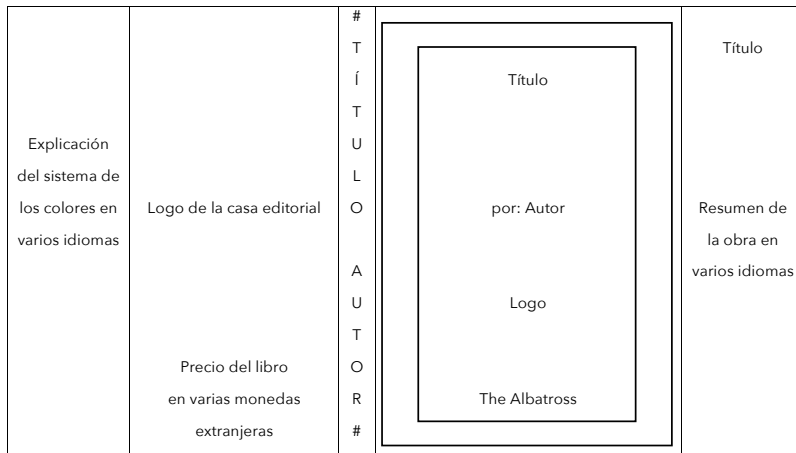 Explicación
del sistema de
los colores en
varios idiomas
Logo de la casa editorial
Precio del libro
en varias monedas
extranjeras
#
T
Í
T
U
L
O
A
U
T
O
R
#
Título
por: Autor
Logo
The Albatross
Título
Resumen de
la obra en
varios idiomas